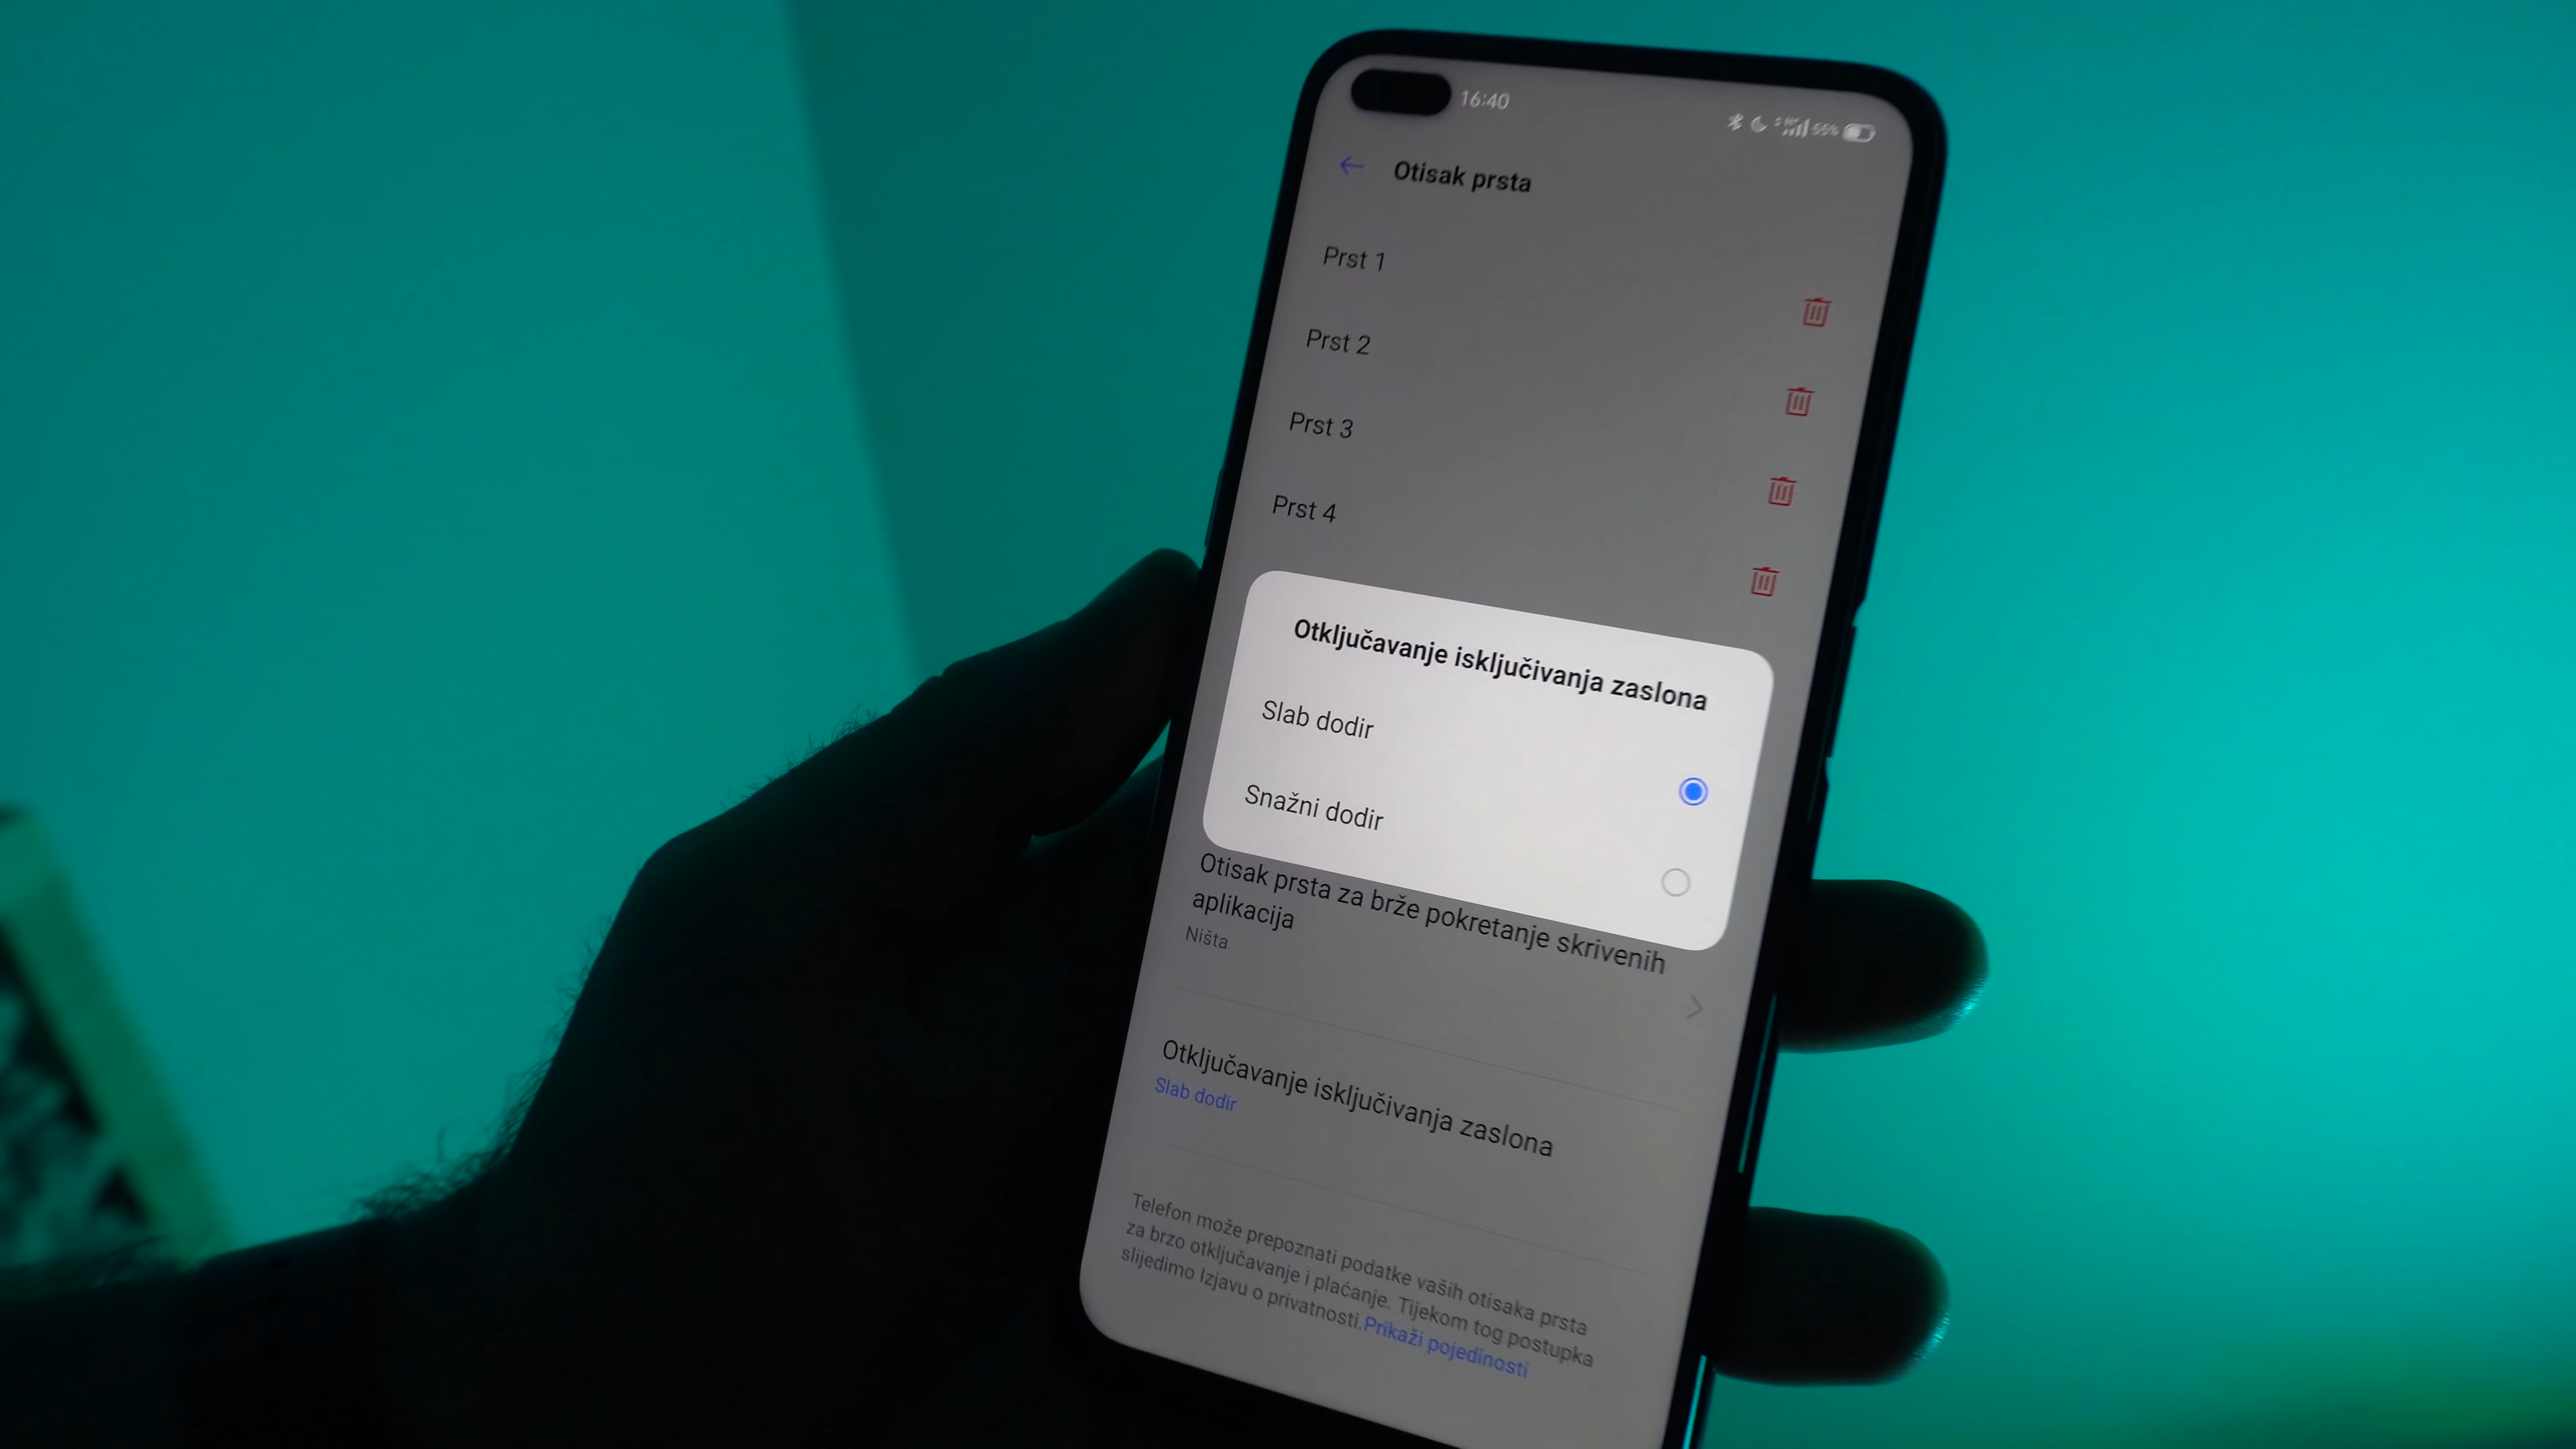 16:40
55%
Otisak prsta
Prst 1
Prst 2
Prst 3
Prst 4
Otključavanje isključivanja zaslona
Slab dodir
Snažni dodir
Otisak prsta za brže pokretanje skrivenih
aplikacija
Ništa
Otključavanje isključivanja zaslona
Slab dodir
Telefon može prepoznati podatke vaših otisaka prsta
za brzo otključavanje i plaćanje. Tijekom tog postupka
slijedimo Izjavu o privatnosti.Prikaži pojedinosti